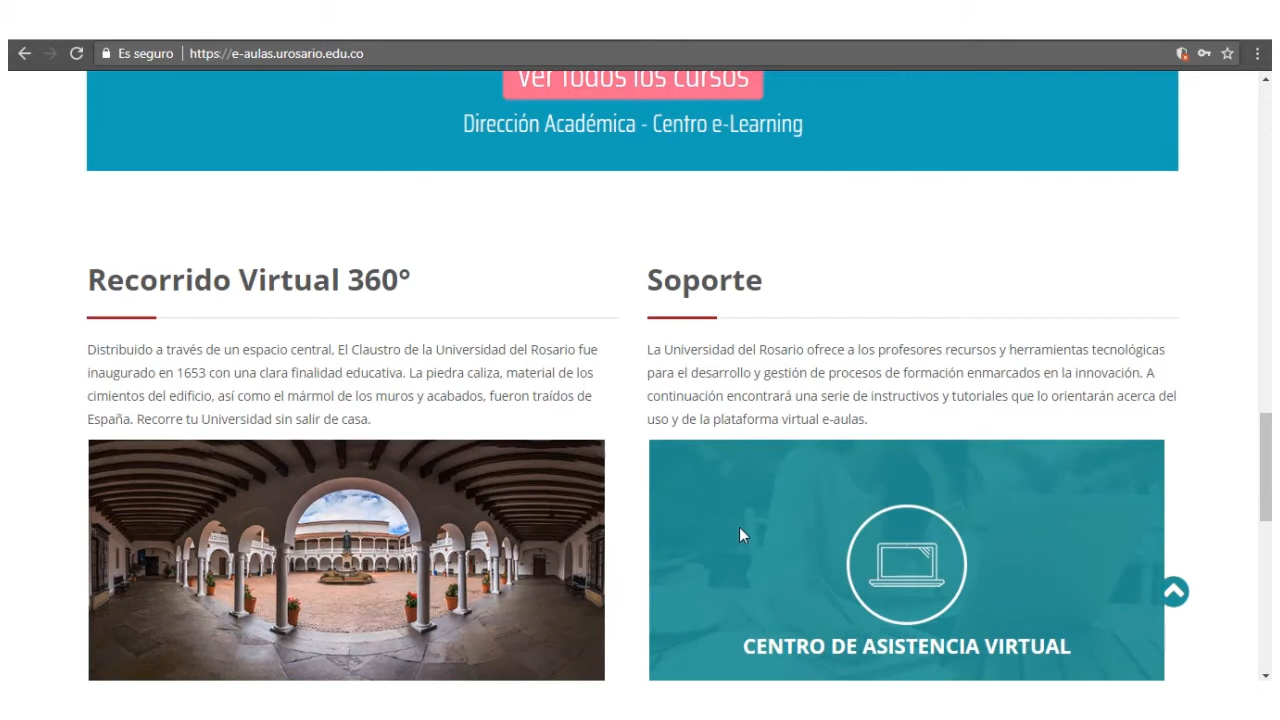 Es seguro | https://e-aulas.urosario.edu.co
Ver Todos los cursos
Dirección Académica - Centro e-Learning
Recorrido Virtual 360°
Distribuido a través de un espacio central, El Claustro de la Universidad del Rosario fue
inaugurado en 1653 con una clara finalidad educativa. La piedra caliza, material de los
cimientos del edificio, así como el mármol de los muros y acabados, fueron traídos de
España. Recorre tu Universidad sin salir de casa.
Soporte
La Universidad del Rosario ofrece a los profesores recursos y herramientas tecnológicas
para el desarrollo y gestión de procesos de formación enmarcados en la innovación. A
continuación encontrará una serie de instructivos y tutoriales que lo orientarán acerca del
uso y de la plataforma virtual e-aulas.
CENTRO DE ASISTENCIA VIRTUAL